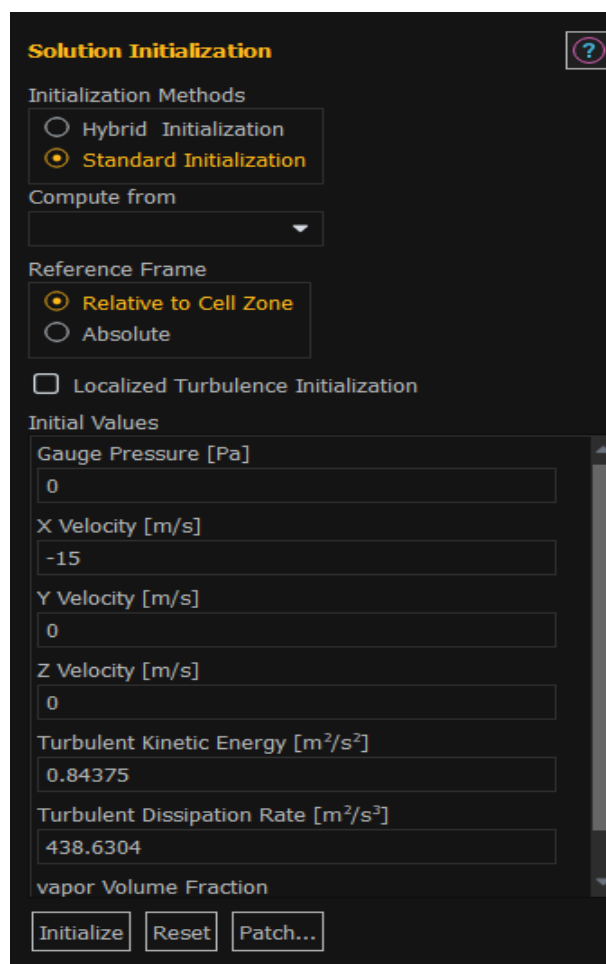 Solution Initialization
?
Initialization Methods
Hybrid Initialization
Standard Initialization
Compute from
Reference Frame
Relative to Cell Zone
Absolute
Localized Turbulence Initialization
Initial Values
Gauge Pressure [Pa]
0
X Velocity [m/s]
-15
Y Velocity [m/s]
0
Z Velocity [m/s]
0
Turbulent Kinetic Energy [m²/s²]
0.84375
Turbulent Dissipation Rate [m²/s³]
438.6304
vapor Volume Fraction
Initialize Reset Patch...